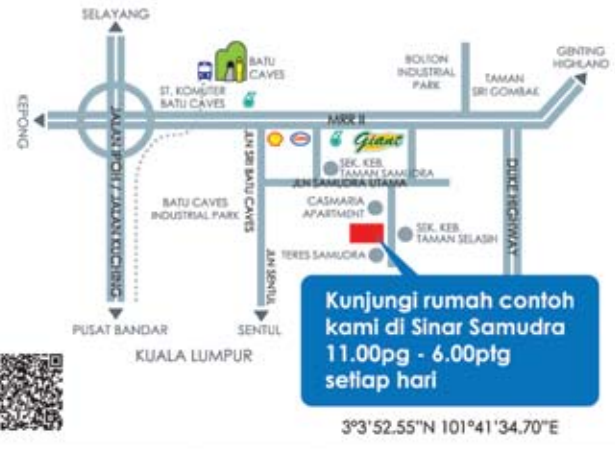 SELAYANG
BATU
CAVES
ST. KOMUTER
BATU CAVES
BOLTON
INDUSTRIAL
PARK
GENTING
HIGHLAND
TAMAN
SRI GOMBAK
KEPONG
MRR II
Giant
JALAN IPOH / JALAN KUCHING
JLN SRI BATU CAVES
SEK. KEB.
TAMAN SAMUDRA
JLN SAMUDRA UTAMA
DUKE HIGHWAY
BATU CAVES
INDUSTRIAL PARK
CASMARIA
APARTMENT
SEK. KEB.
TAMAN SELASIH
TERES SAMUDRA
JLN SENTUL
PUSAT BANDAR
SENTUL
KUALA LUMPUR
Kunjungi rumah contoh
kami di Sinar Samudra
11.00pg - 6.00ptg
setiap hari
3°3'52.55"N 101°41'34.70"E